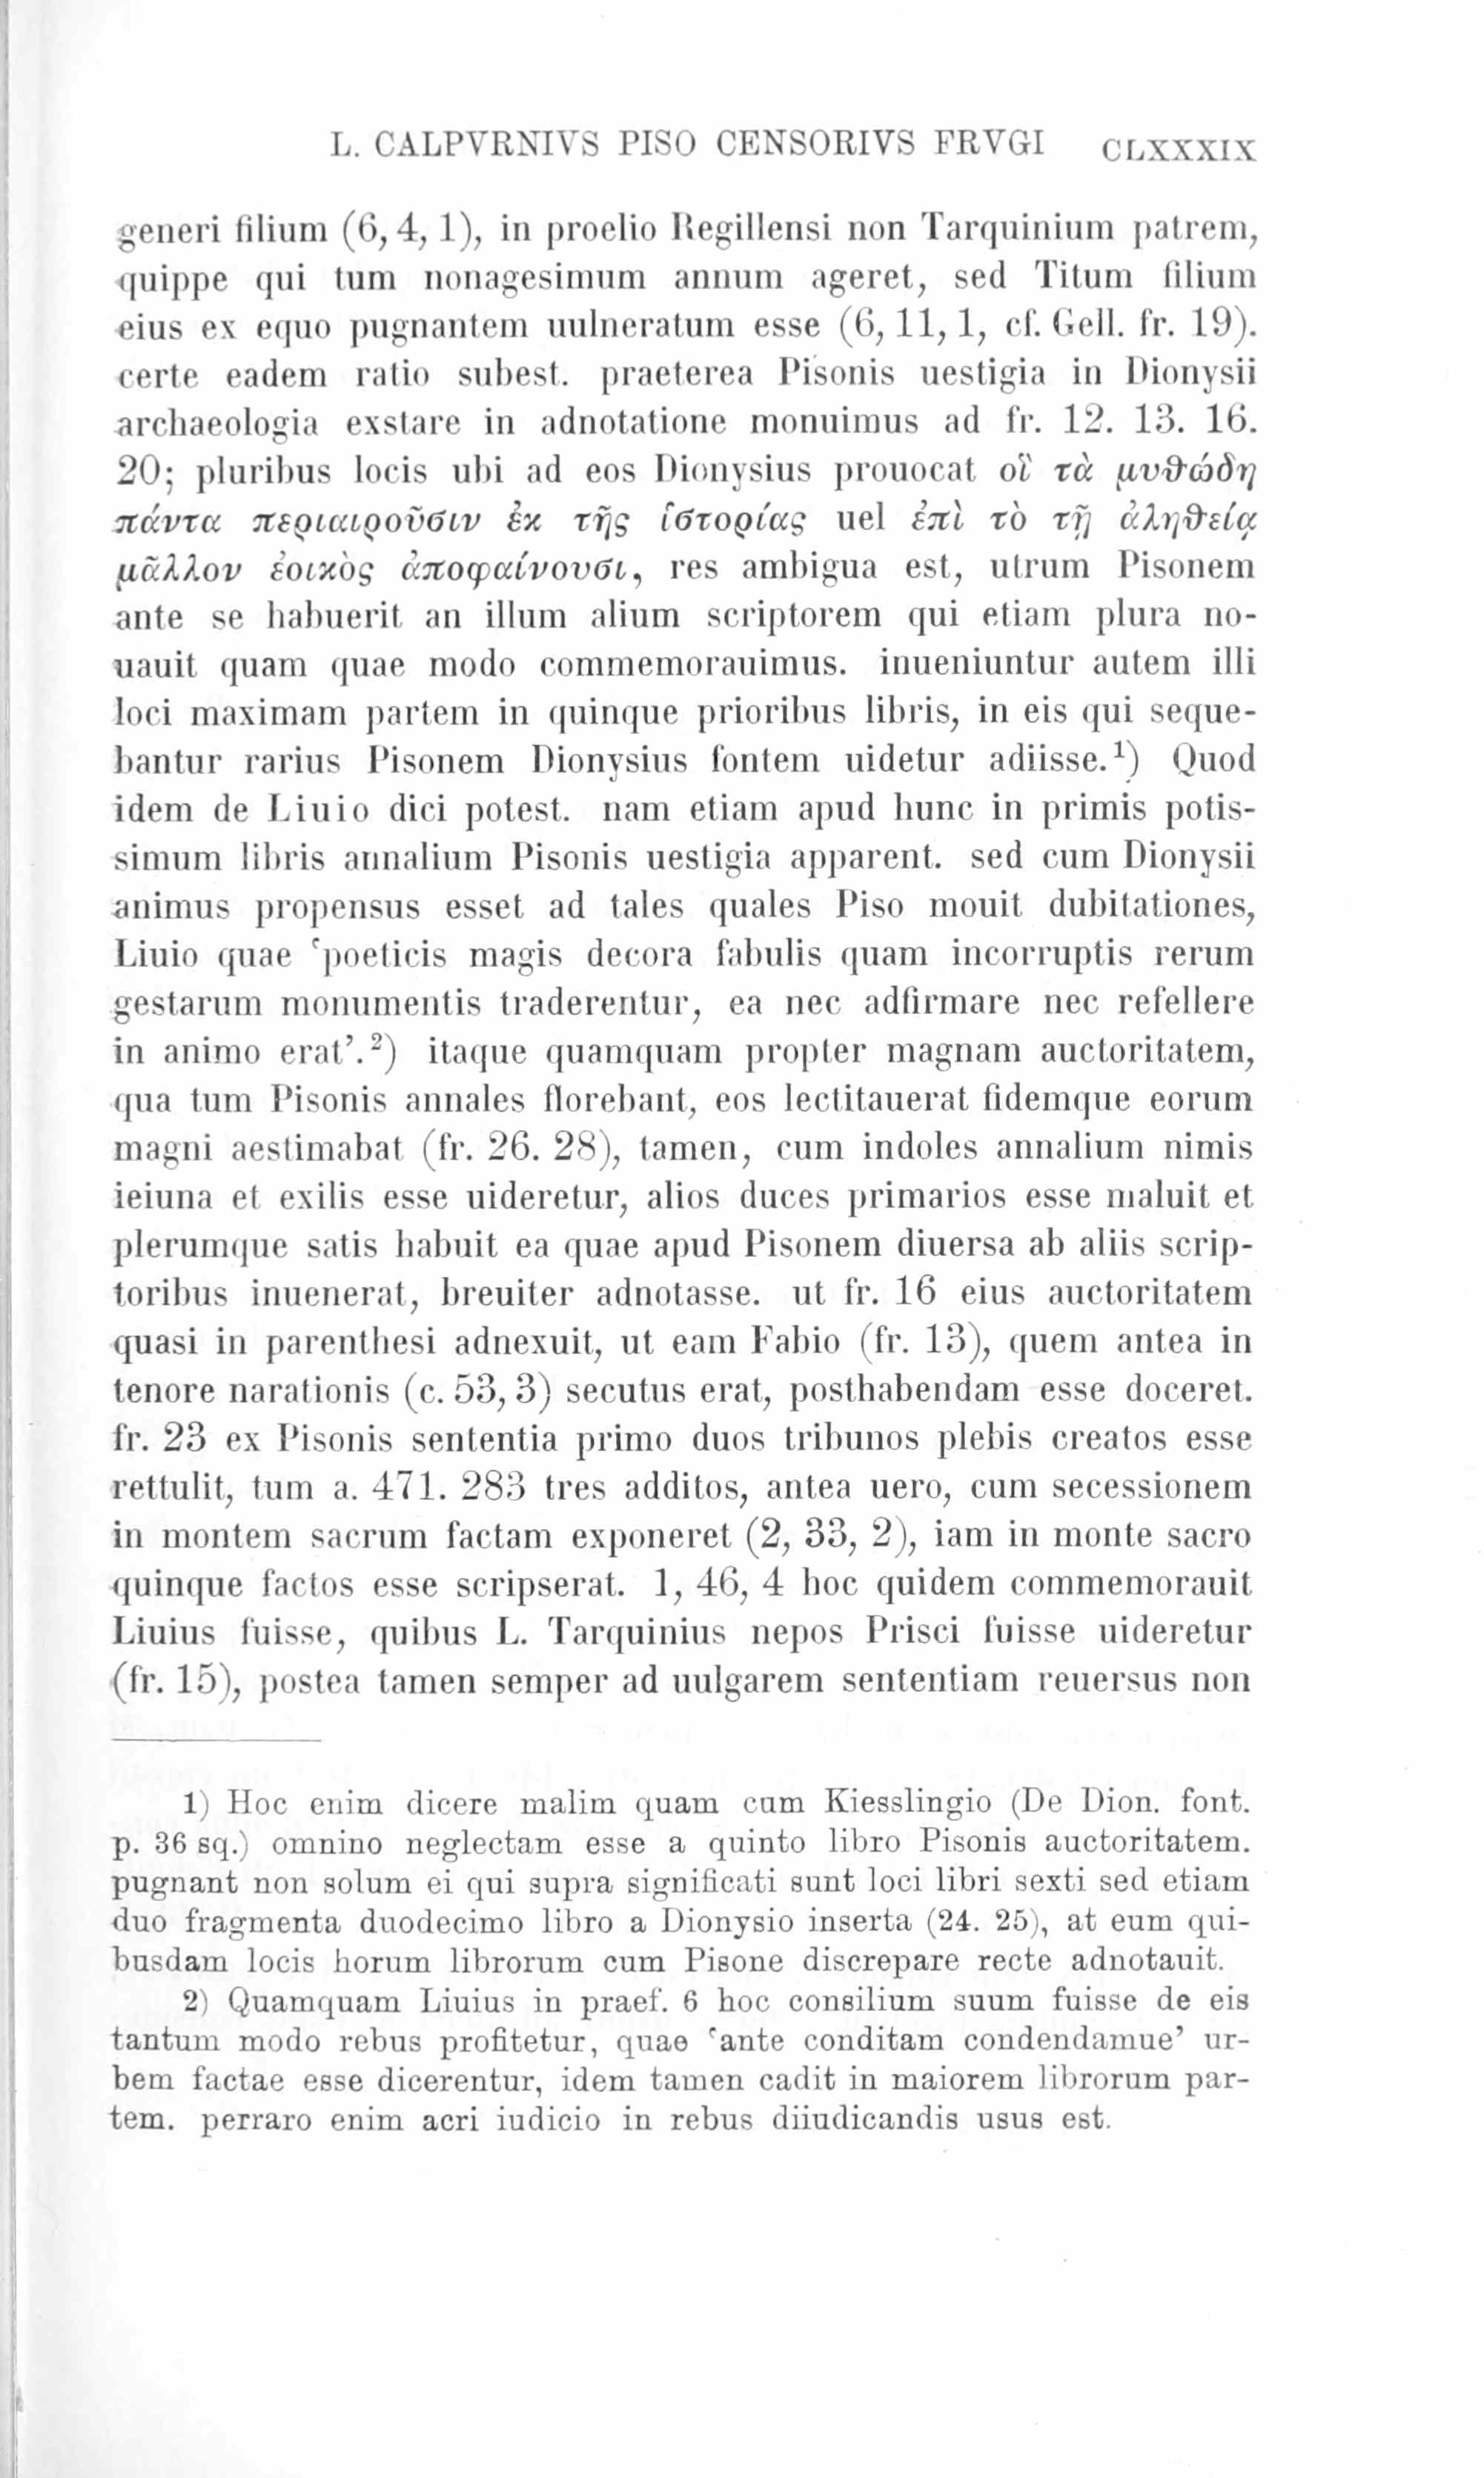 L. CALPVRNIVS PISO CENSORIVS FRVGI CLXXXIX
generi filium (6, 4, 1), in proelio Regillensi non Tarquinium patrem,
quippe qui tum nonagesimum annum ageret, sed Titum filium
eius ex equo pugnantem uulneratum esse (6, 11, 1, cf. Gell. fr. 19).
certe eadem ratio subest. praeterea Pisonis uestigia in Dionysii
archaeologia exstare in adnotatione monuimus ad fr. 12. 13. 16.
20; pluribus locis ubi ad eos Dionysius prouocat οἳ τὰ μυθώδη
πάντα περιαιροῦσιν ἐκ τῆς ἱστορίας uel ἐπὶ τὸ τῇ ἀληθείᾳ
μᾶλλον ἐοικὸς ἀποφαίνουσι, res ambigua est, utrum Pisonem
ante se habuerit an illum alium scriptorem qui etiam plura no-
uauit quam quae modo commemorauimus. inueniuntur autem illi
loci maximam partem in quinque prioribus libris, in eis qui seque-
bantur rarius Pisonem Dionysius fontem uidetur adiisse.¹) Quod
idem de Liuio dici potest. nam etiam apud hunc in primis potis-
simum libris annalium Pisonis uestigia apparent. sed cum Dionysii
animus propensus esset ad tales quales Piso mouit dubitationes,
Liuio quae ‘poeticis magis decora fabulis quam incorruptis rerum
gestarum monumentis traderentur, ea nec adfirmare nec refellere
in animo erat’.²) itaque quamquam propter magnam auctoritatem,
qua tum Pisonis annales florebant, eos lectitauerat fidemque eorum
magni aestimabat (fr. 26. 28), tamen, cum indoles annalium nimis
ieiuna et exilis esse uideretur, alios duces primarios esse maluit et
plerumque satis habuit ea quae apud Pisonem diuersa ab aliis scrip-
toribus inuenerat, breuiter adnotasse. ut fr. 16 eius auctoritatem
quasi in parenthesi adnexuit, ut eam Fabio (fr. 13), quem antea in
tenore narationis (c. 53, 3) secutus erat, posthabendam esse doceret.
fr. 23 ex Pisonis sententia primo duos tribunos plebis creatos esse
rettulit, tum a. 471. 283 tres additos, antea uero, cum secessionem
in montem sacrum factam exponeret (2, 33, 2), iam in monte sacro
quinque factos esse scripserat. 1, 46, 4 hoc quidem commemorauit
Liuius fuisse, quibus L. Tarquinius nepos Prisci fuisse uideretur
(fr. 15), postea tamen semper ad uulgarem sententiam reuersus non
1) Hoc enim dicere malim quam cum Kiesslingio (De Dion. font.
p. 36 sq.) omnino neglectam esse a quinto libro Pisonis auctoritatem.
pugnant non solum ei qui supra significati sunt loci libri sexti sed etiam
duo fragmenta duodecimo libro a Dionysio inserta (24. 25), at eum qui-
busdam locis horum librorum cum Pisone discrepare recte adnotauit.
2) Quamquam Liuius in praef. 6 hoc consilium suum fuisse de eis
tantum modo rebus profitetur, quae ‘ante conditam condendamue’ ur-
bem factae esse dicerentur, idem tamen cadit in maiorem librorum par-
tem. perraro enim acri iudicio in rebus diiudicandis usus est.